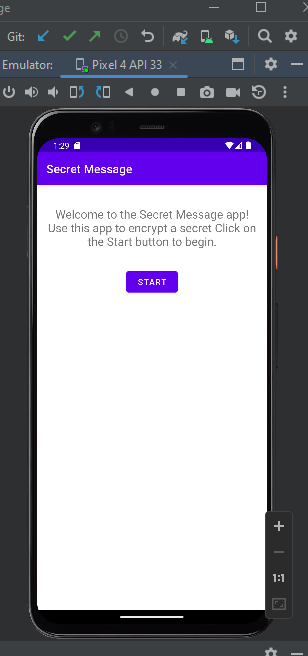 ge
Git:
Emulator:
Pixel 4 API 33
1:29
Secret Message
Welcome to the Secret Message app!
Use this app to encrypt a secret Click on
the Start button to begin.
START
1:1